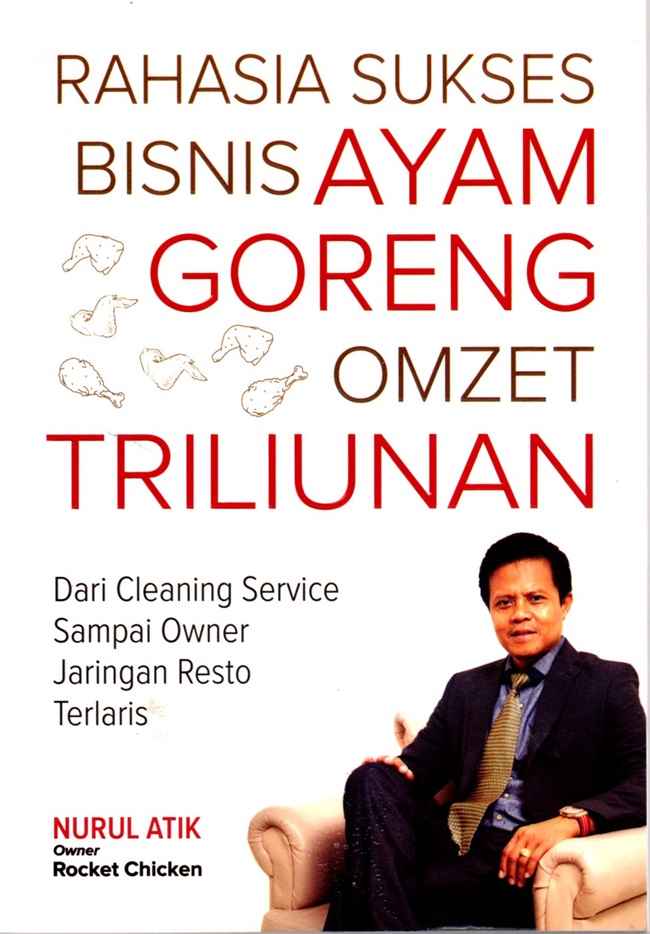 RAHASIA SUKSES
BISNIS AYAM
GORENG
OMZET
TRILIUNAN
Dari Cleaning Service
Sampai Owner
Jaringan Resto
Terlaris
NURUL ATIK
Owner
Rocket Chicken